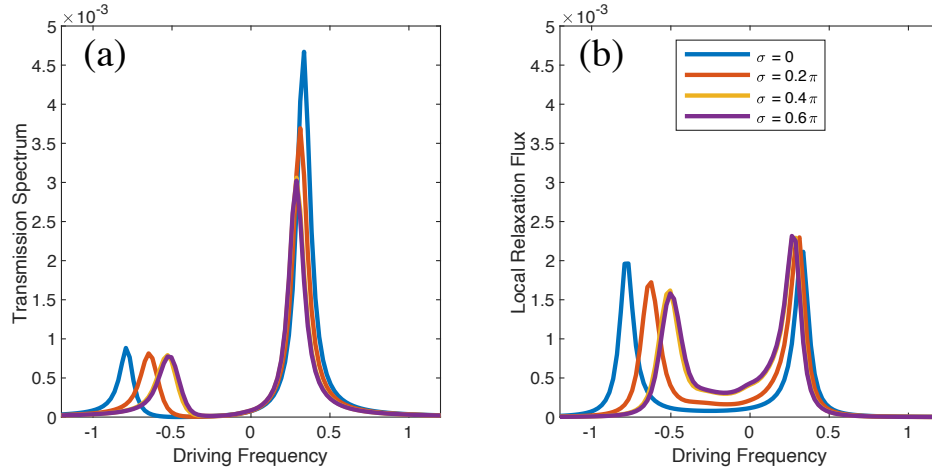 ×10⁻³
(a)
5
4.5
4
3.5
3
2.5
2
1.5
1
0.5
0
-1 -0.5 0 0.5 1
Driving Frequency
Transmission Spectrum
×10⁻³
(b)
σ = 0
σ = 0.2π
σ = 0.4π
σ = 0.6π
5
4.5
4
3.5
3
2.5
2
1.5
1
0.5
0
-1 -0.5 0 0.5 1
Driving Frequency
Local Relaxation Flux